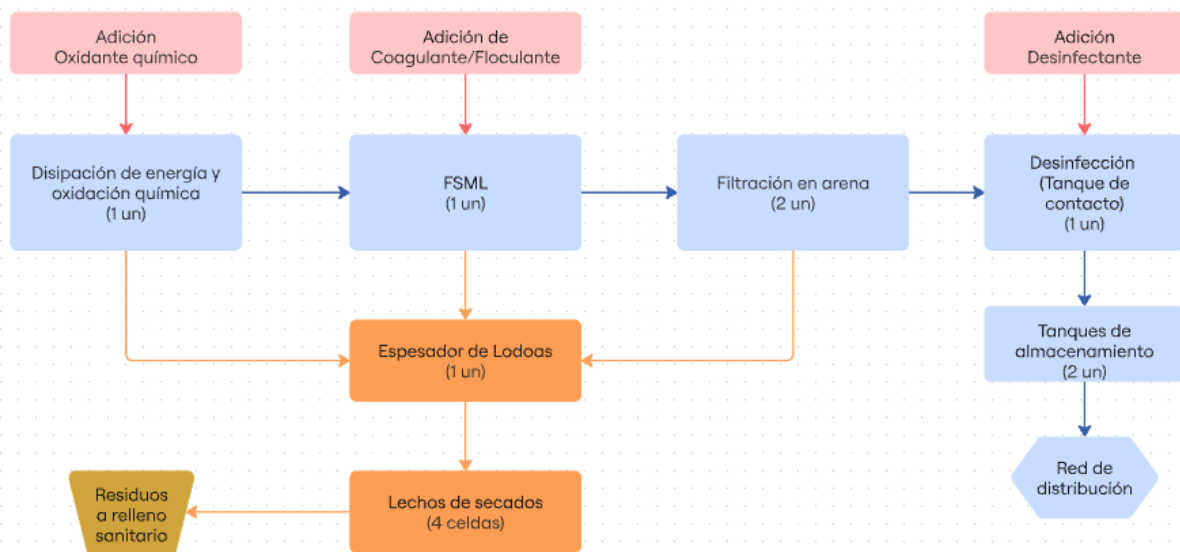 Adición
Oxidante químico
Adición de
Coagulante/Floculante
Adición
Desinfectante
Disipación de energía y
oxidación química
(1 un)
FSML
(1 un)
Filtración en arena
(2 un)
Desinfección
(Tanque de
contacto)
(1 un)
Espesador de Lodoas
(1 un)
Tanques de
almacenamiento
(2 un)
Lechos de secados
(4 celdas)
Residuos
a relleno
sanitario
Red de
distribución